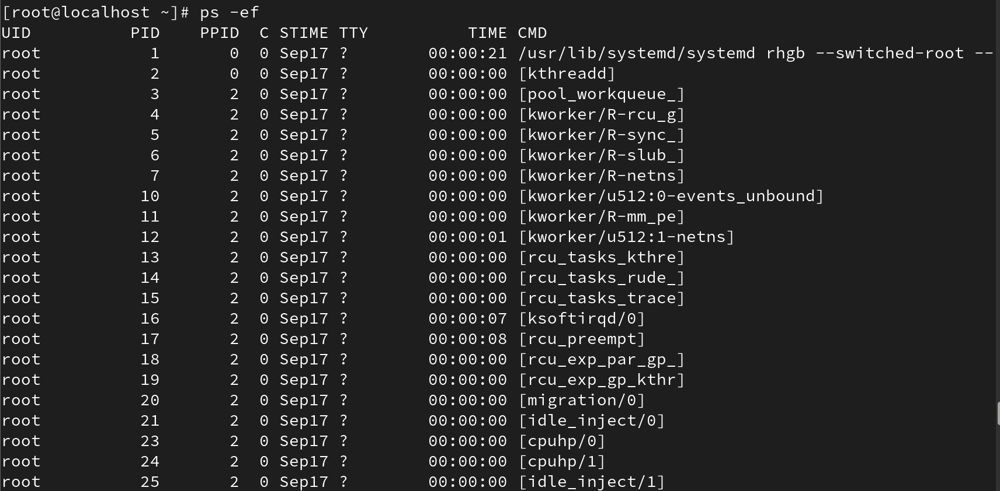 [root@localhost ~]# ps -ef
UID          PID    PPID  C STIME TTY          TIME CMD
root           1       0  0 Sep17 ?        00:00:21 /usr/lib/systemd/systemd rhgb --switched-root --
root           2       0  0 Sep17 ?        00:00:00 [kthreadd]
root           3       2  0 Sep17 ?        00:00:00 [pool_workqueue_]
root           4       2  0 Sep17 ?        00:00:00 [kworker/R-rcu_g]
root           5       2  0 Sep17 ?        00:00:00 [kworker/R-sync_]
root           6       2  0 Sep17 ?        00:00:00 [kworker/R-slub_]
root           7       2  0 Sep17 ?        00:00:00 [kworker/R-netns]
root          10       2  0 Sep17 ?        00:00:00 [kworker/u512:0-events_unbound]
root          11       2  0 Sep17 ?        00:00:00 [kworker/R-mm_pe]
root          12       2  0 Sep17 ?        00:00:01 [kworker/u512:1-netns]
root          13       2  0 Sep17 ?        00:00:00 [rcu_tasks_kthre]
root          14       2  0 Sep17 ?        00:00:00 [rcu_tasks_rude_]
root          15       2  0 Sep17 ?        00:00:00 [rcu_tasks_trace]
root          16       2  0 Sep17 ?        00:00:07 [ksoftirqd/0]
root          17       2  0 Sep17 ?        00:00:08 [rcu_preempt]
root          18       2  0 Sep17 ?        00:00:00 [rcu_exp_par_gp_]
root          19       2  0 Sep17 ?        00:00:00 [rcu_exp_gp_kthr]
root          20       2  0 Sep17 ?        00:00:00 [migration/0]
root          21       2  0 Sep17 ?        00:00:00 [idle_inject/0]
root          23       2  0 Sep17 ?        00:00:00 [cpuhp/0]
root          24       2  0 Sep17 ?        00:00:00 [cpuhp/1]
root          25       2  0 Sep17 ?        00:00:00 [idle_inject/1]